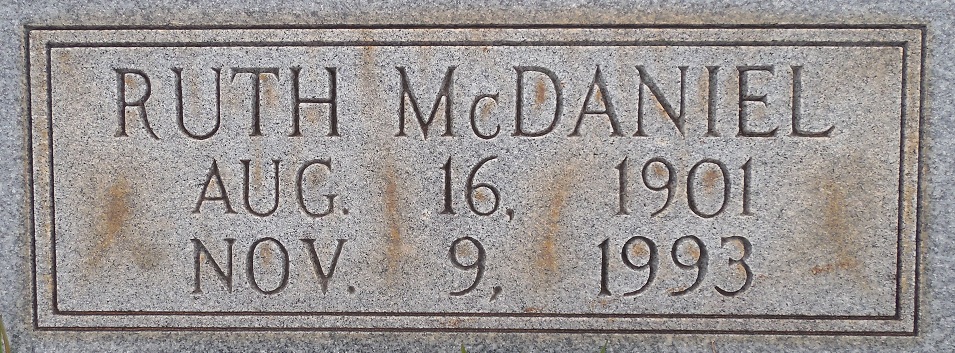 RUTH McDANIEL
AUG. 16, 1901
NOV. 9, 1993